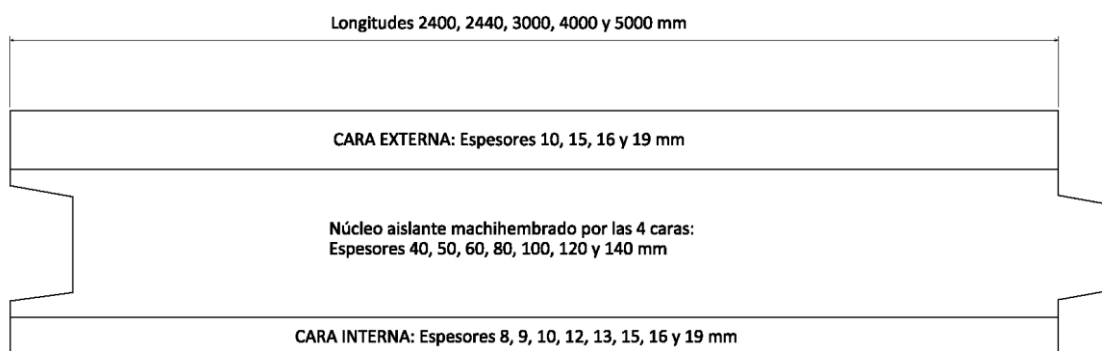 Longitudes 2400, 2440, 3000, 4000 y 5000 mm
CARA EXTERNA: Espesores 10, 15, 16 y 19 mm
Núcleo aislante machihembrado por las 4 caras:
Espesores 40, 50, 60, 80, 100, 120 y 140 mm
CARA INTERNA: Espesores 8, 9, 10, 12, 13, 15, 16 y 19 mm